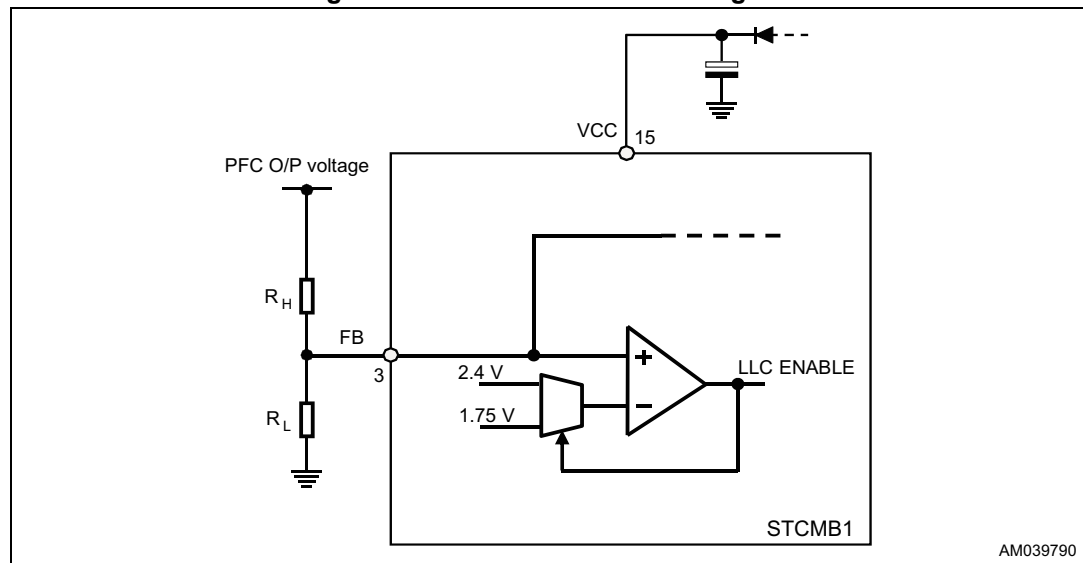 VCC
15
PFC O/P voltage
R H
FB
3
2.4 V
1.75 V
LLC ENABLE
R L
STCMB1
AM039790